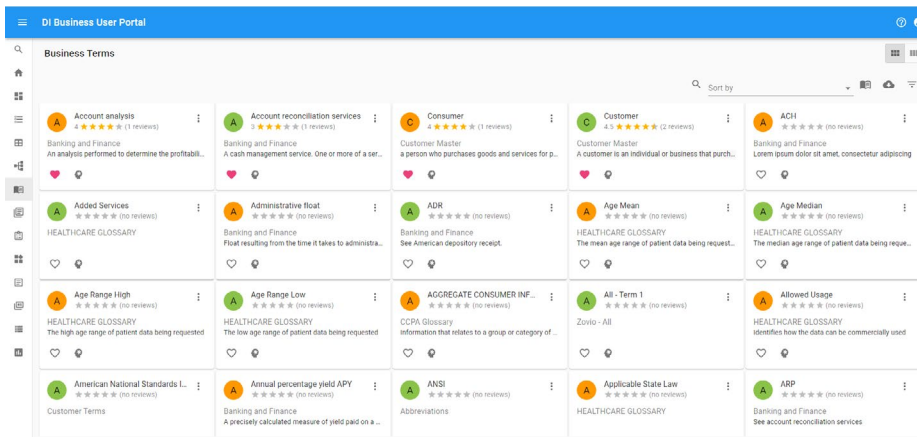 DI Business User Portal
Business Terms
Sort by
A Account analysis
4 (1 reviews)
Banking and Finance
An analysis performed to determine the profitabili...
A Account reconciliation services
3 (1 reviews)
Banking and Finance
A cash management service. One or more of a ser...
C Consumer
4 (1 reviews)
Customer Master
a person who purchases goods and services for p...
C Customer
4.5 (2 reviews)
Customer Master
A customer is an individual or business that purch...
A ACH
(no reviews)
Banking and Finance
Lorem ipsum dolor sit amet, consectetur adipiscing
A Added Services
(no reviews)
HEALTHCARE GLOSSARY
A Administrative float
(no reviews)
Banking and Finance
Float resulting from the time it takes to administra...
A ADR
(no reviews)
Banking and Finance
See American depository receipt.
A Age Mean
(no reviews)
HEALTHCARE GLOSSARY
The mean age range of patient data being request...
A Age Median
(no reviews)
HEALTHCARE GLOSSARY
The median age range of patient data being reque...
A Age Range High
(no reviews)
HEALTHCARE GLOSSARY
The high age range of patient data being requested
A Age Range Low
(no reviews)
HEALTHCARE GLOSSARY
The low age range of patient data being requested
A AGGREGATE CONSUMER INF...
(no reviews)
CCPA Glossary
Information that relates to a group or category of ...
A All - Term 1
(no reviews)
Zovio - All
A Allowed Usage
(no reviews)
HEALTHCARE GLOSSARY
Identifies how the data can be commercially used
A American National Standards I...
(no reviews)
Customer Terms
A Annual percentage yield APY
(no reviews)
Banking and Finance
A precisely calculated measure of yield paid on a ...
A ANSI
(no reviews)
Abbreviations
A Applicable State Law
(no reviews)
HEALTHCARE GLOSSARY
A ARP
(no reviews)
Banking and Finance
See account reconciliation services